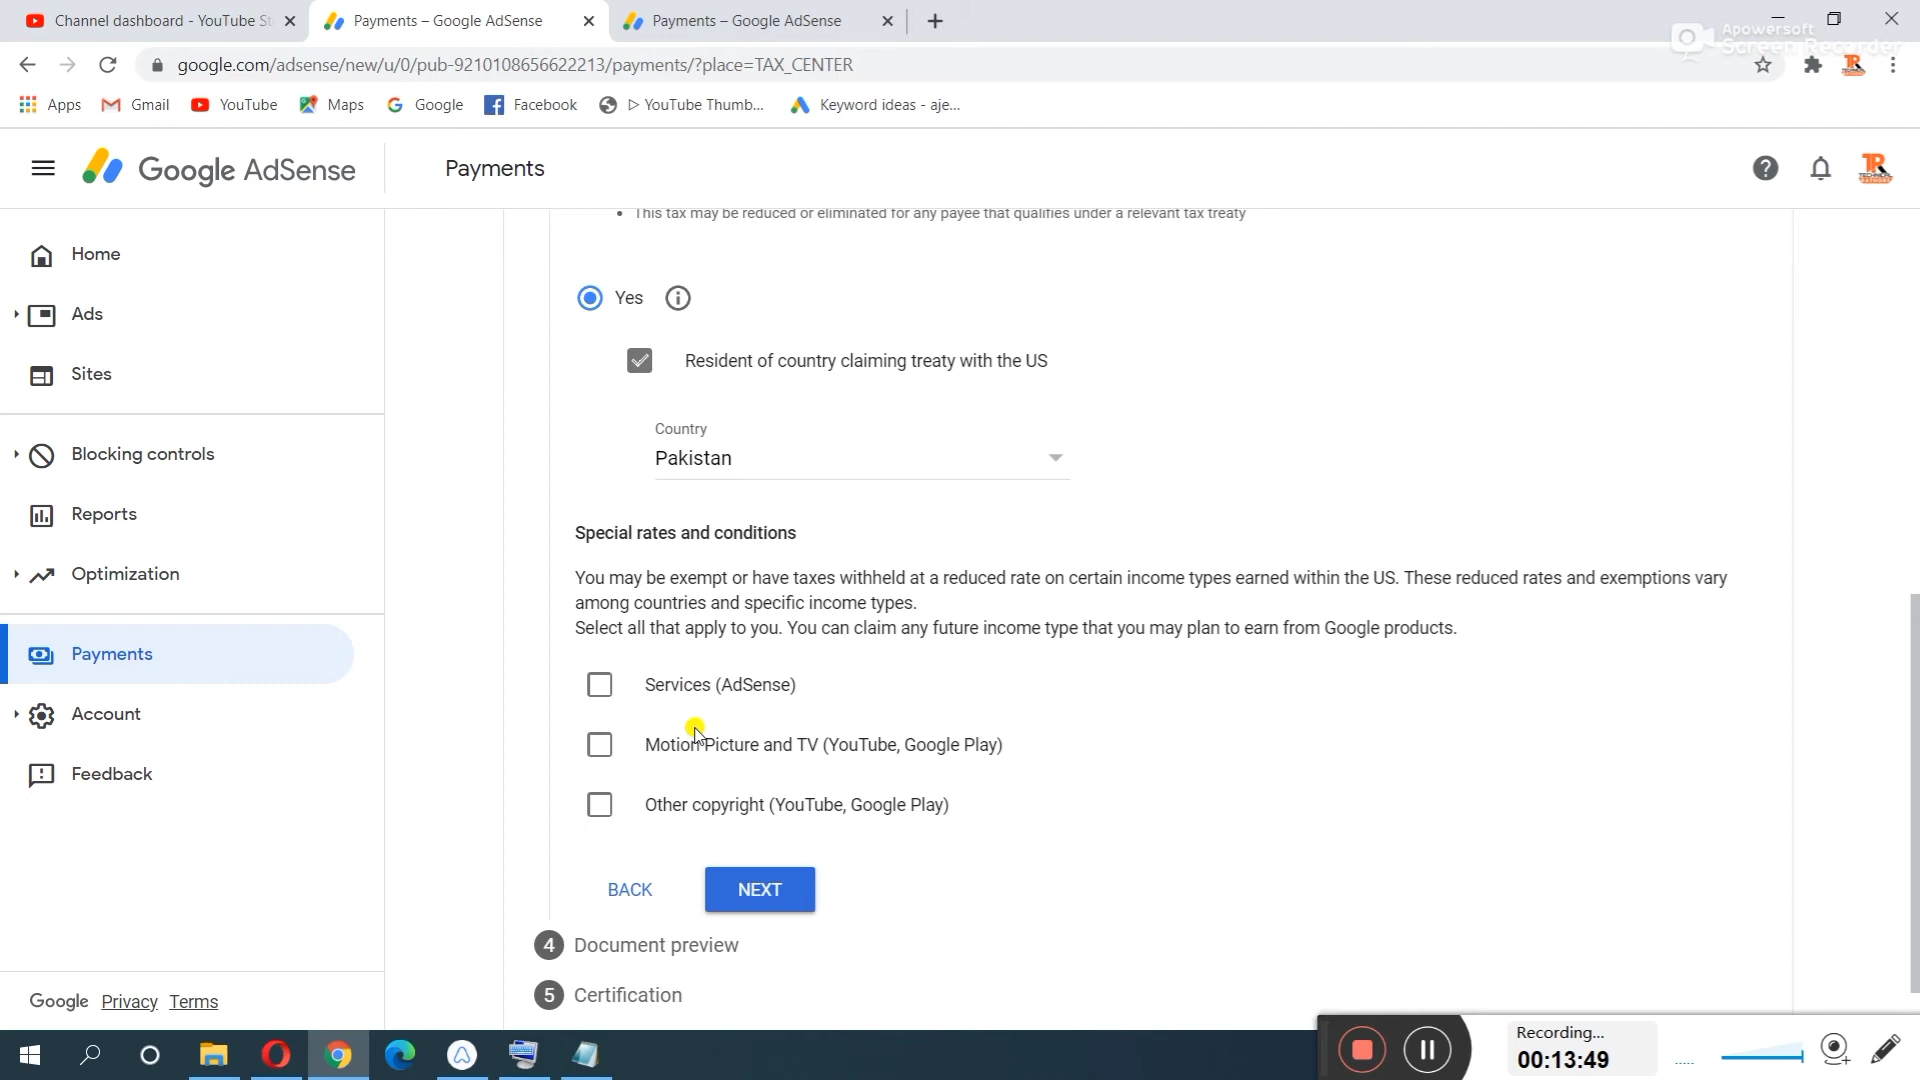 Channel dashboard - YouTube St
Payments – Google AdSense
Payments – Google AdSense
Apowersoft
Screen Recorder
google.com/adsense/new/u/0/pub-9210108656622213/payments/?place=TAX_CENTER
Apps
Gmail
YouTube
Maps
Google
Facebook
▷ YouTube Thumb...
Keyword ideas - aje...
Google AdSense
Payments
Home
Ads
Sites
Blocking controls
Reports
Optimization
Payments
Account
Feedback
Google Privacy Terms
• This tax may be reduced or eliminated for any payee that qualifies under a relevant tax treaty
Yes
Resident of country claiming treaty with the US
Country
Pakistan
Special rates and conditions
You may be exempt or have taxes withheld at a reduced rate on certain income types earned within the US. These reduced rates and exemptions vary
among countries and specific income types.
Select all that apply to you. You can claim any future income type that you may plan to earn from Google products.
Services (AdSense)
Motion Picture and TV (YouTube, Google Play)
Other copyright (YouTube, Google Play)
BACK
NEXT
4 Document preview
5 Certification
Recording...
00:13:49